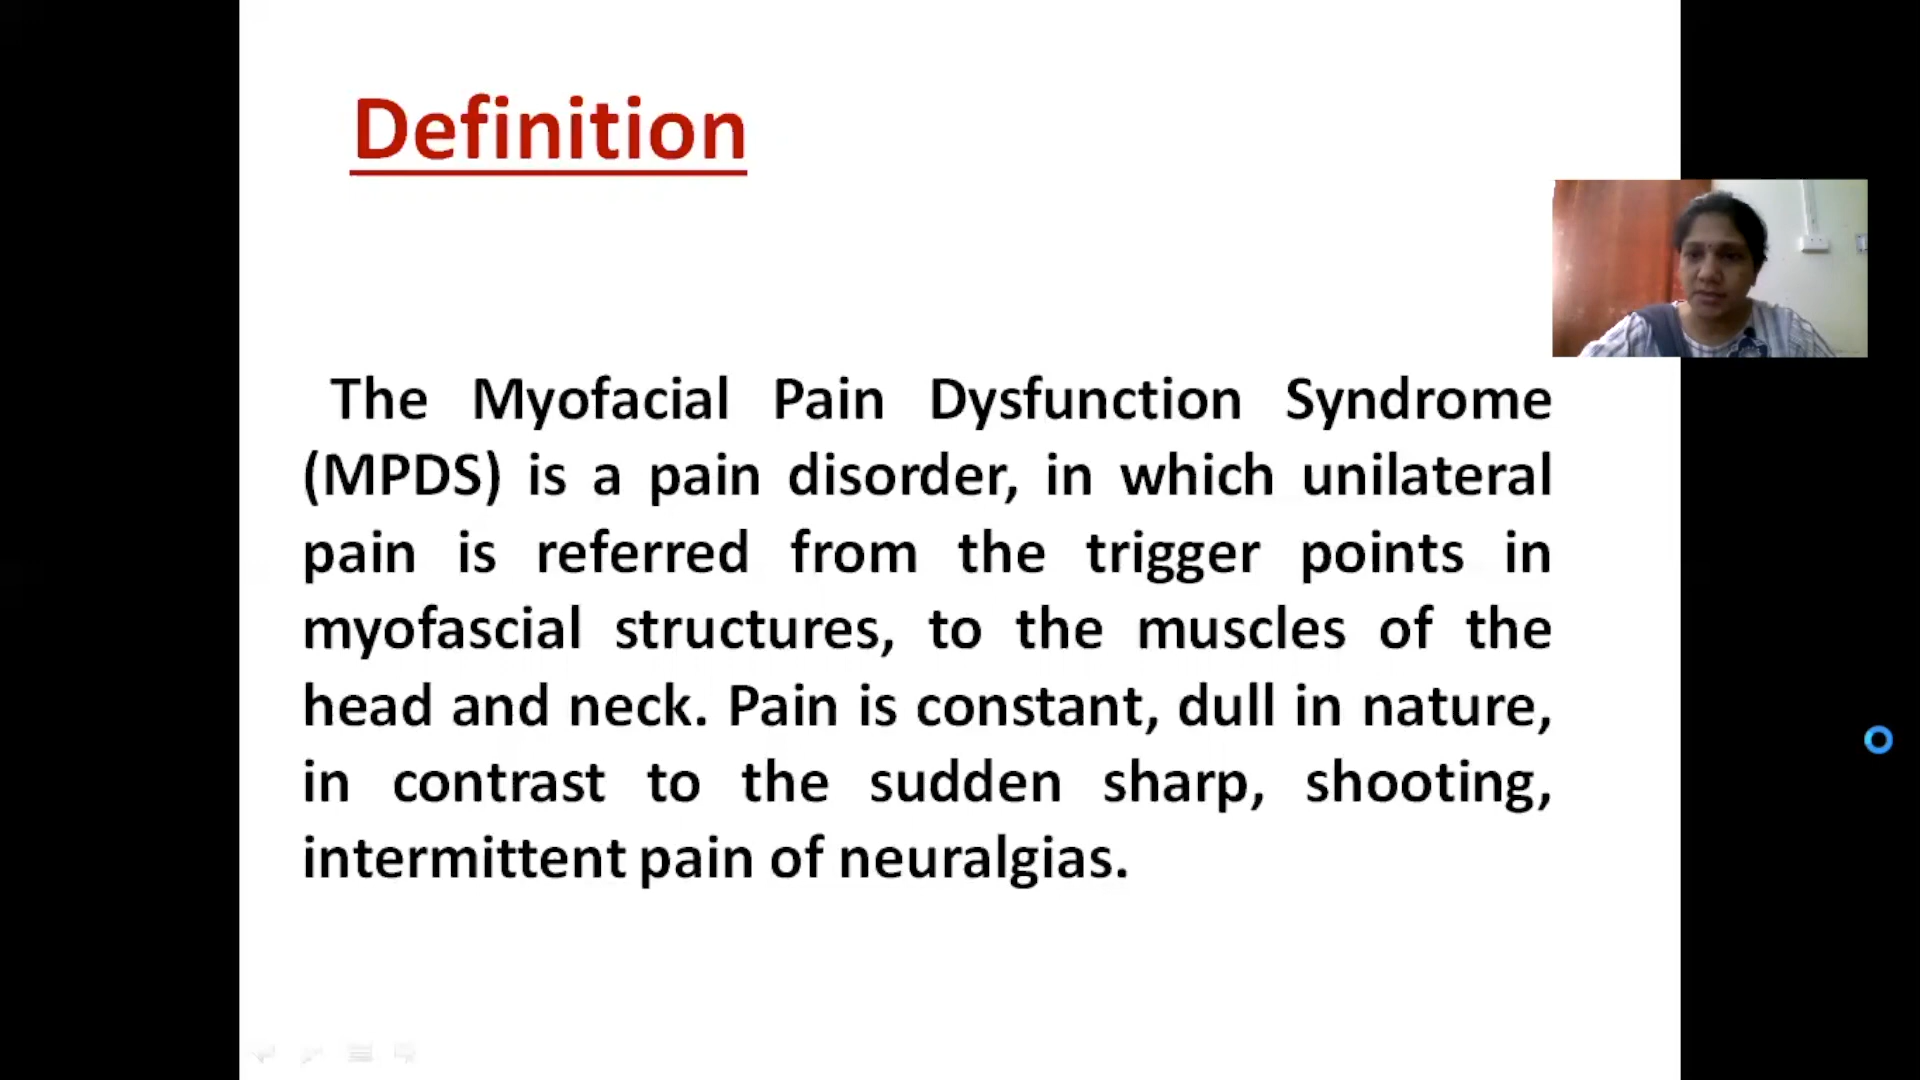 Definition
The Myofacial Pain Dysfunction Syndrome
(MPDS) is a pain disorder, in which unilateral
pain is referred from the trigger points in
myofascial structures, to the muscles of the
head and neck. Pain is constant, dull in nature,
in contrast to the sudden sharp, shooting,
intermittent pain of neuralgias.